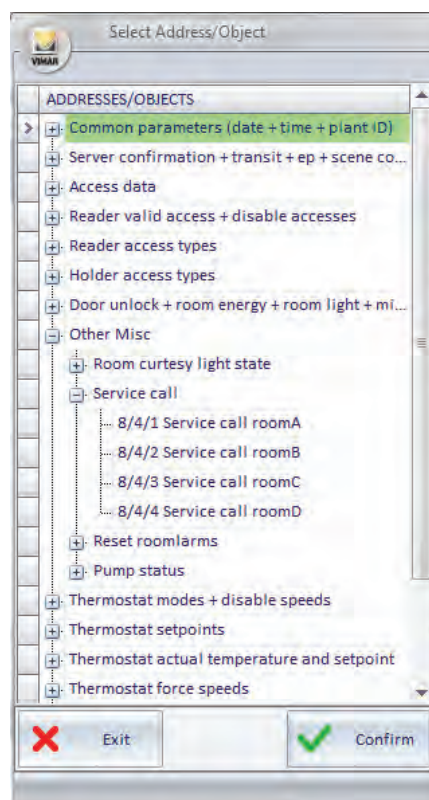 Select Address/Object
VIMAR
ADDRESSES/OBJECTS
Common parameters (date + time + plant ID)
Server confirmation + transit + ep + scene co...
Access data
Reader valid access + disable accesses
Reader access types
Holder access types
Door unlock + room energy + room light + mi...
Other Misc
Room curtesy light state
Service call
8/4/1 Service call roomA
8/4/2 Service call roomB
8/4/3 Service call roomC
8/4/4 Service call roomD
Reset roomlarms
Pump status
Thermostat modes + disable speeds
Thermostat setpoints
Thermostat actual temperature and setpoint
Thermostat force speeds
Exit
Confirm